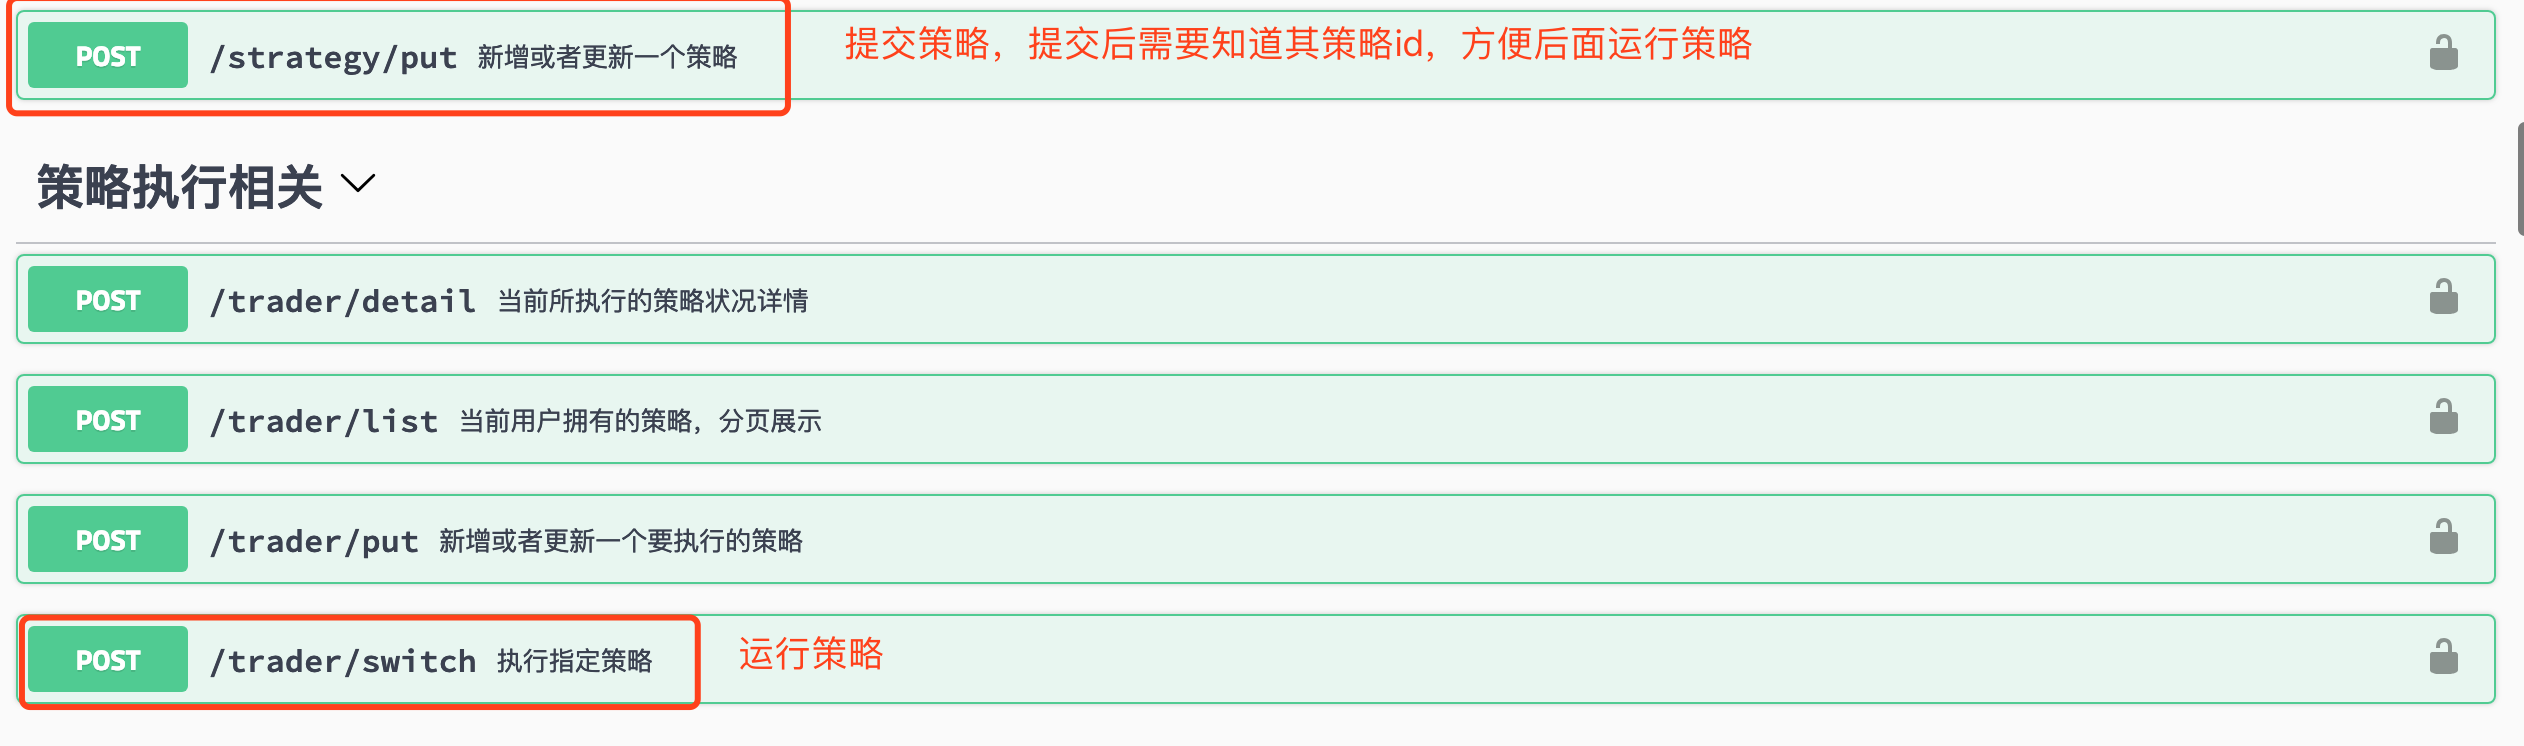 POST /strategy/put 新增或者更新一个策略 提交策略，提交后需要知道其策略id，方便后面运行策略
策略执行相关
POST /trader/detail 当前所执行的策略状况详情
POST /trader/list 当前用户拥有的策略，分页展示
POST /trader/put 新增或者更新一个要执行的策略
POST /trader/switch 执行指定策略 运行策略